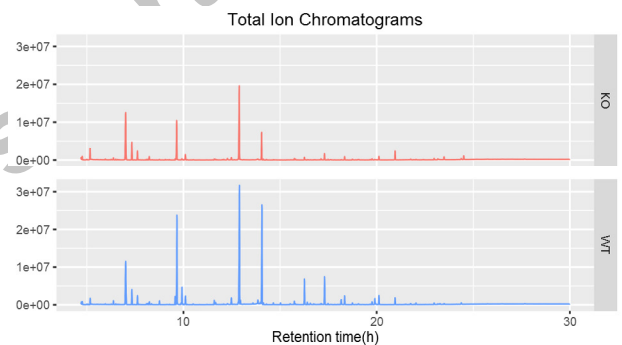 Total Ion Chromatograms
3e+07
2e+07
1e+07
0e+00
KO
3e+07
2e+07
1e+07
0e+00
WT
10 20 30
Retention time(h)